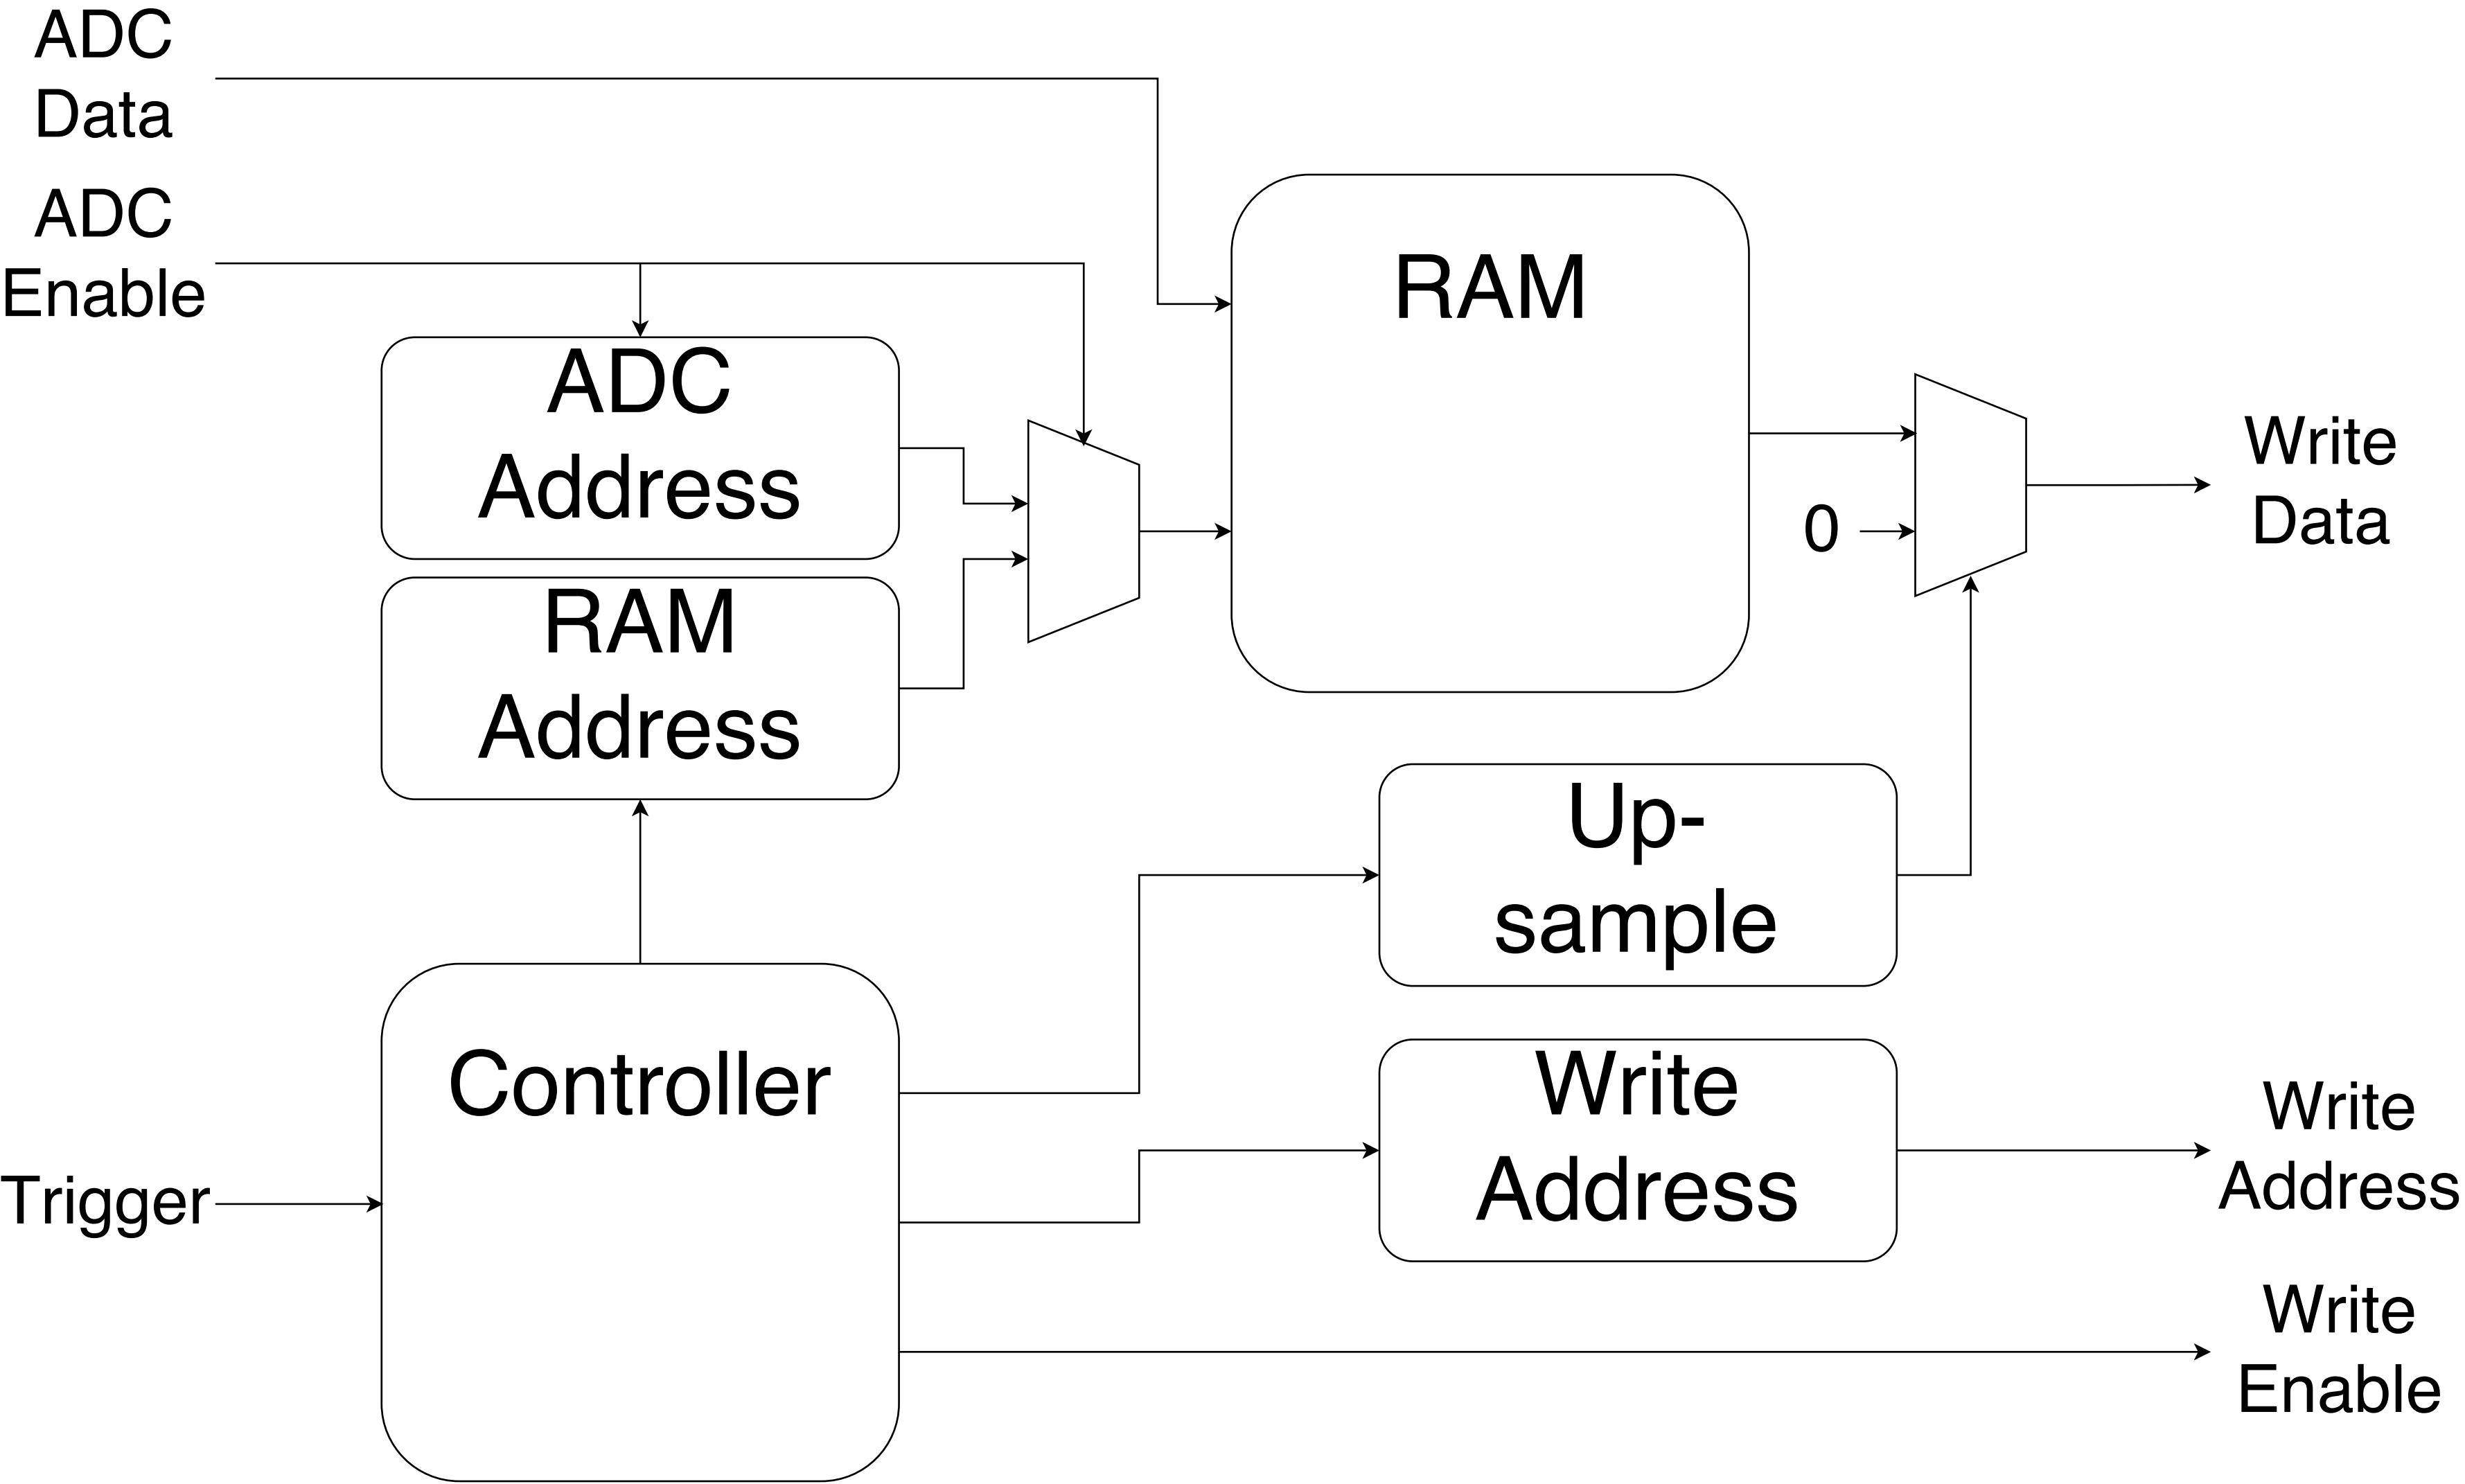 ADC
Data
ADC
Enable
RAM
ADC
Address
Write
Data
0
RAM
Address
Up-
sample
Controller
Write
Address
Trigger
Write
Address
Write
Enable